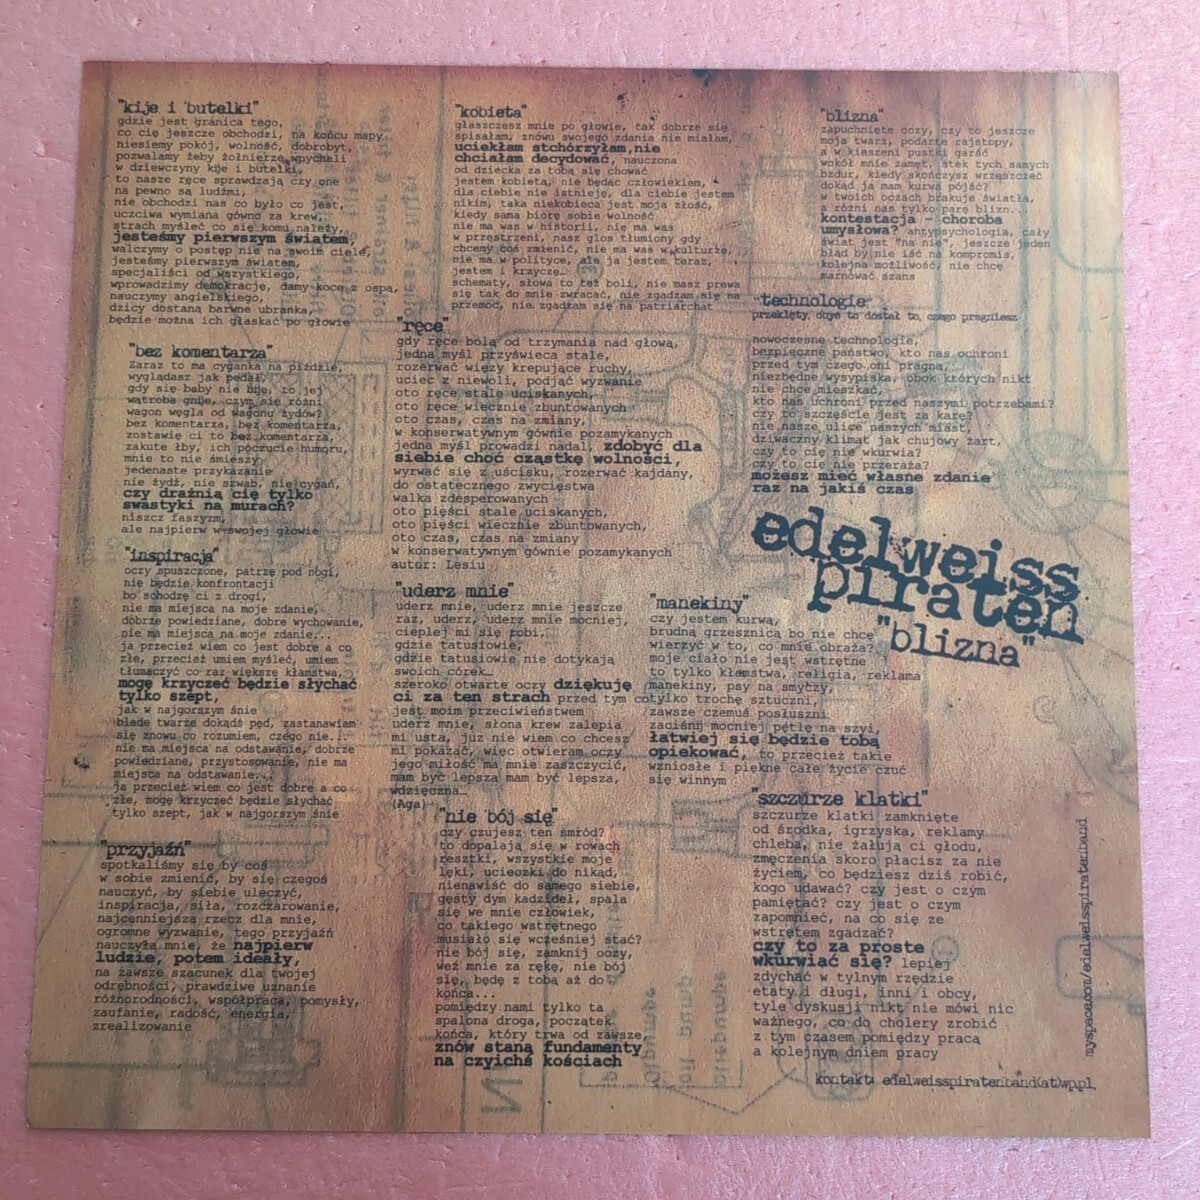 "kije i butelki"
gdzie jest granica tego,
co cię jeszcze obchodzi, na końcu mapy
niesiemy pokój, wolność, dobrobyt,
pozwalamy żeby żołnierze wpychali
w dziewczyny kije i butelki,
to nasze ręce sprawdzają czy one
na pewno są ludźmi,
nie obchodzi nas co było co jest,
uczciwa wymiana gówno za krew,
strach myśleć co się komu należy,
jesteśmy pierwszym światem,
walczymy o postęp nie na swoim ciele,
jesteśmy pierwszym światem,
specjaliści od wszystkiego,
wprowadzimy demokrację, damy koce z ospą,
nauczymy angielskiego,
dzicy dostaną barwne ubranka,
będzie można ich głaskać po głowie
"bez komentarza"
Zaraz to ma cyganka na piździe,
wyglądasz jak pedał,
gdy się baby nie bije, to jej
wątroba gnije, czym się różni
wagon węgla od wagonu żydów?
bez komentarza, bez komentarza,
zostawię ci to bez komentarza,
zakute łby, ich poczucie humoru,
mnie to nie śmieszy
jedenaste przykazanie
nie żydź, nie szwab, nie cygań,
czy drażnią cię tylko
swastyki na murach?
niszcz faszyzm,
ale najpierw w swojej głowie
"inspiracja"
oczy spuszczone, patrzę pod nogi,
nie będzie konfrontacji
bo schodzę ci z drogi,
nie ma miejsca na moje zdanie,
dobrze powiedziane, dobre wychowanie,
nie ma miejsca na moje zdanie...
ja przecież wiem co jest dobre a co
złe, przecież umiem myśleć, umiem
tłumaczyć co raz większe kłamstwa,
mogę krzyczeć będzie słychać
tylko szept,
jak w najgorszym śnie
blade twarze dokądś pęd, zastanawiam
się znowu co rozumiem, czego nie...
nie ma miejsca na odstawanie, dobrze
powiedziane, przystosowanie, nie ma
miejsca na odstawanie...
ja przecież wiem co jest dobre a co
złe, mogę krzyczeć będzie słychać
tylko szept, jak w najgorszym śnie
"przyjaźń"
spotkaliśmy się by coś
w sobie zmienić, by się czegoś
nauczyć, by siebie uleczyć,
inspiracja, siła, rozczarowanie,
najcenniejsza rzecz dla mnie,
ogromne wyzwanie, tego przyjaźń
nauczyła mnie, że najpierw
ludzie, potem ideały,
na zawsze szacunek dla twojej
odrębności, prawdziwe uznanie
różnorodności, współpraca, pomysły,
zaufanie, radość, energia,
zrealizowanie
"kobieta"
głaszczesz mnie po głowie, tak dobrze się
spisałam, znowu swojego zdania nie miałam,
uciekłam stchórzyłam,nie
chciałam decydować, nauczona
od dziecka za tobą się chować
jestem kobietą, nie będąc człowiekiem,
dla ciebie nie istnieję, dla ciebie jestem
nikim, taka niekobieca jest moja złość,
kiedy sama biorę sobie wolność
nie ma was w historii, nie ma was
w przestrzeni, nasz głos tłumiony gdy
chcemy coś zmienić, nie ma was w kulturze,
nie ma w polityce, ale ja jestem teraz,
jestem i krzyczę…
schematy, słowa to też boli, nie masz prawa
się tak do mnie zwracać, nie zgadzam się na
przemoc, nie zgadzam się na patriarchat
"ręce"
gdy ręce bolą od trzymania nad głową,
jedna myśl przyświeca stale,
rozerwać więzy krepujące ruchy,
uciec z niewoli, podjąć wyzwanie
oto ręce stale uciskanych,
oto ręce wiecznie zbuntowanych
oto czas, czas na zmiany,
w konserwatywnym gównie pozamykanych
jedna myśl prowadzi nadal, zdobyć dla
siebie choć cząstkę wolności,
wyrwać się z uścisku, rozerwać kajdany,
do ostatecznego zwycięstwa
walka zdesperowanych
oto pięści stale uciskanych,
oto pięści wiecznie zbuntowanych,
oto czas, czas na zmiany
w konserwatywnym gównie pozamykanych
autor: Lesiu
"uderz mnie"
uderz mnie, uderz mnie jeszcze
raz, uderz, uderz mnie mocniej,
cieplej mi się robi,
gdzie tatusiowie,
gdzie tatusiowie nie dotykają
swoich córek…
szeroko otwarte oczy dziękuję
ci za ten strach przed tym co
jest moim przeciwieństwem
uderz mnie, słona krew zalepia
mi usta, już nie wiem co chcesz
mi pokazać, więc otwieram oczy
jego miłość ma mnie zaszczycić,
mam być lepsza mam być lepsza,
wdzięczna…
(Aga)
"nie bój się"
czy czujesz ten smród?
to dopalają się w rowach
resztki, wszystkie moje
lęki, ucieczki do nikąd,
nienawiść do samego siebie,
gęsty dym kadzideł, spala
się we mnie człowiek,
co takiego wstrętnego
musiało się wcześniej stać?
nie bój się, zamknij oczy,
weź mnie za rękę, nie bój
się, będę z tobą aż do
końca...
pomiędzy nami tylko ta
spalona droga, początek
końca, który trwa od zawsze,
znów staną fundamenty
na czyichś kościach
"blizna"
zapuchnięte oczy, czy to jeszcze
moja twarz, podarte rajstopy,
a w kieszeni pustki garść
wokół mnie zamęt, stek tych samych
bzdur, kiedy skończysz wrzeszczeć
dokąd ja mam kurwa pójść?
w twoich oczach brakuje światła,
a różni nas tylko parę blizn...
kontestacja - choroba
umysłowa? antypsychologia, cały
świat jest "na nie", jeszcze jeden
błąd by nie iść na kompromis,
kolejna możliwość, nie chcę
marnować szans
"technologie"
przeklęty, obyś to dostał to, czego pragniesz
nowoczesne technologie,
bezpieczne państwo, kto nas ochroni
przed tym czego oni pragną,
niezbędne wysypiska, obok których nikt
nie chce mieszkać,
kto nas uchroni przed naszymi potrzebami?
czy to szczęście jest za karę?
nie nasze ulice naszych miast,
dziwaczny klimat jak chujowy żart,
czy to cię nie wkurwia?
czy to cię nie przeraża?
możesz mieć własne zdanie
raz na jakiś czas
edelweiss
piraten
"blizna"
"manekiny"
czy jestem kurwą,
brudną grzesznicą bo nie chcę
wierzyć w to, co mnie obraża?
moje ciało nie jest wstrętne
to tylko kłamstwa, religia, reklama
manekiny, psy na smyczy,
tylko trochę sztuczni,
zawsze czemuś posłuszni
zaciśnij mocniej pętlę na szyi,
łatwiej się będzie tobą
opiekować, to przecież takie
wzniosłe i piękne całe życie czuć
się winnym
"szczurze klatki"
szczurze klatki zamknięte
od środka, igrzyska, reklamy
chleba, nie żałują ci głodu,
zmęczenia skoro płacisz za nie
życiem, co będziesz dziś robić,
kogo udawać? czy jest o czym
pamiętać? czy jest o czym
zapomnieć, na co się ze
wstrętem zgadzać?
czy to za proste
wkurwiać się? lepiej
zdychać w tylnym rzędzie
etaty i długi, inni i obcy,
tyle dyskusji nikt nie mówi nic
ważnego, co do cholery zrobić
z tym czasem pomiędzy pracą
a kolejnym dniem pracy
myspace.com/edelweisspiratenband
kontakt: edelweisspiratenband(at)wp.pl,